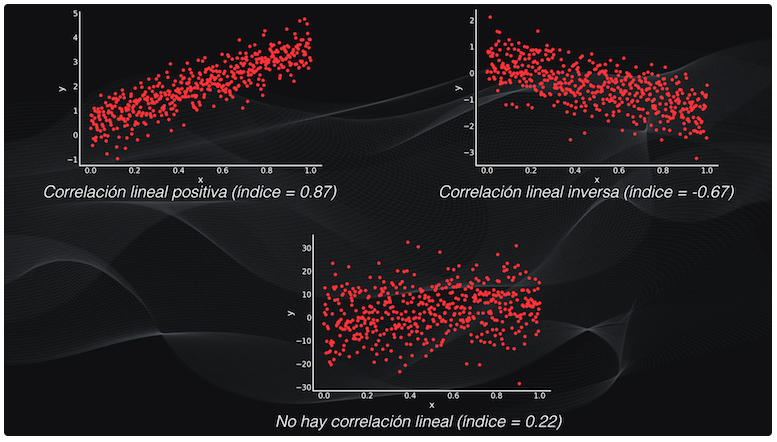 5
4
3
2
1
0
−1
y
0.0 0.2 0.4 0.6 0.8 1.0
x
Correlación lineal positiva (índice = 0.87)
2
1
0
−1
−2
−3
y
0.0 0.2 0.4 0.6 0.8 1.0
x
Correlación lineal inversa (índice = -0.67)
30
20
10
0
−10
−20
−30
y
0.0 0.2 0.4 0.6 0.8 1.0
x
No hay correlación lineal (índice = 0.22)